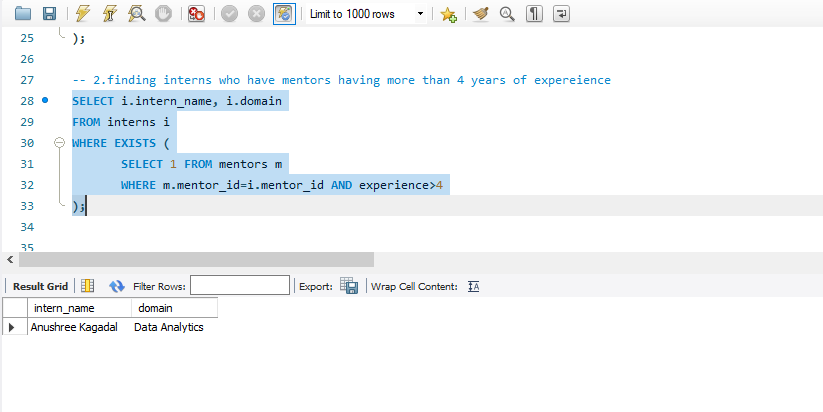 Limit to 1000 rows
25 );
26
27 -- 2.finding interns who have mentors having more than 4 years of expereience
28 SELECT i.intern_name, i.domain
29 FROM interns i
30 WHERE EXISTS (
31 SELECT 1 FROM mentors m
32 WHERE m.mentor_id=i.mentor_id AND experience>4
33 );
34
35
Result Grid Filter Rows: Export: Wrap Cell Content: IA
intern_name domain
Anushree Kagadal Data Analytics